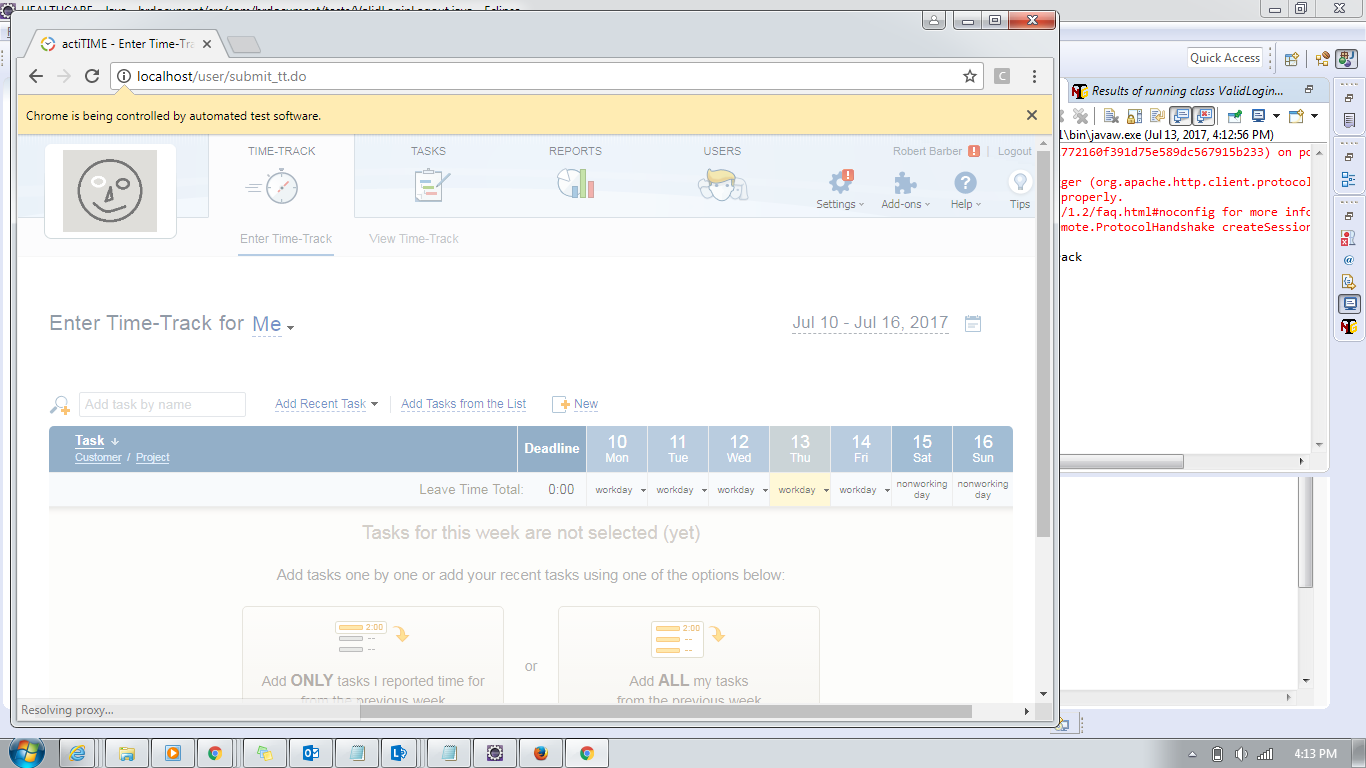 HEALTHCARE - Java - hrdocument/src/com/hrdocument/tests/ValidLoginLogout.java - Eclipse
actiTIME - Enter Time-Tra
localhost/user/submit_tt.do
C
Chrome is being controlled by automated test software.
TIME-TRACK
TASKS
REPORTS
USERS
Robert Barber
Logout
Settings
Add-ons
Help
Tips
Enter Time-Track
View Time-Track
Enter Time-Track for Me
Jul 10 - Jul 16, 2017
Add task by name
Add Recent Task
Add Tasks from the List
New
Task
Customer / Project
Deadline
10 Mon
11 Tue
12 Wed
13 Thu
14 Fri
15 Sat
16 Sun
Leave Time Total: 0:00
workday
workday
workday
workday
workday
nonworking day
nonworking day
Tasks for this week are not selected (yet)
Add tasks one by one or add your recent tasks using one of the options below:
2:00
--
--
Add ONLY tasks I reported time for
from the previous week
or
2:00
--
--
Add ALL my tasks
from the previous week
Resolving proxy...
Quick Access
Results of running class ValidLogin...
1\bin\javaw.exe (Jul 13, 2017, 4:12:56 PM)
772160f391d75e589dc567915b233) on po
ger (org.apache.http.client.protocol
properly.
/1.2/faq.html#noconfig for more info
mote.ProtocolHandshake createSession
ack
4:13 PM